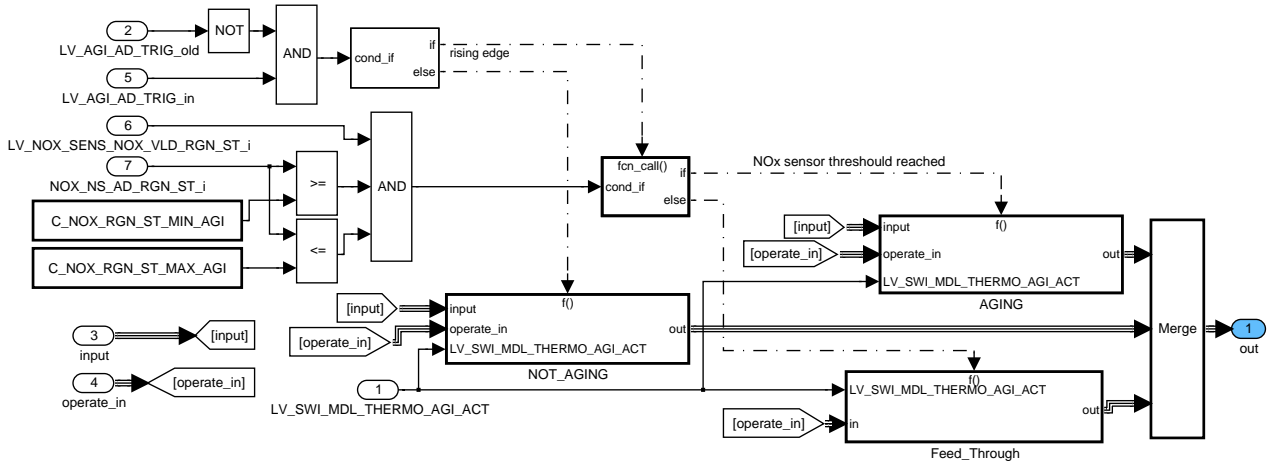 2
LV_AGI_AD_TRIG_old
NOT
AND
5
LV_AGI_AD_TRIG_in
cond_if
if
else
rising edge
6
LV_NOX_SENS_NOX_VLD_RGN_ST_i
7
NOX_NS_AD_RGN_ST_i
C_NOX_RGN_ST_MIN_AGI
C_NOX_RGN_ST_MAX_AGI
>=
<=
AND
fcn_call()
cond_if
if
else
NOx sensor threshould reached
[input]
[operate_in]
f()
input
operate_in
LV_SWI_MDL_THERMO_AGI_ACT
out
AGING
[input]
[operate_in]
f()
input
operate_in
LV_SWI_MDL_THERMO_AGI_ACT
out
NOT_AGING
3
input
[input]
4
operate_in
[operate_in]
1
LV_SWI_MDL_THERMO_AGI_ACT
[operate_in]
f()
LV_SWI_MDL_THERMO_AGI_ACT
in
out
Feed_Through
Merge
1
out